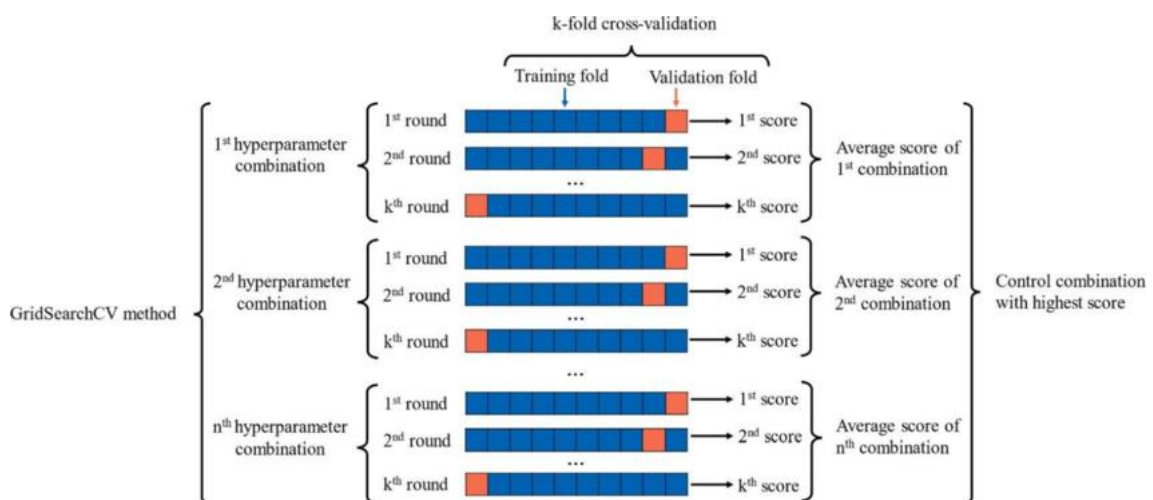 k-fold cross-validation
Training fold
Validation fold
GridSearchCV method
1st hyperparameter
combination
1st round
1st score
2nd round
2nd score
...
kth round
kth score
Average score of
1st combination
2nd hyperparameter
combination
1st round
1st score
2nd round
2nd score
...
kth round
kth score
Average score of
2nd combination
...
nth hyperparameter
combination
1st round
1st score
2nd round
2nd score
...
kth round
kth score
Average score of
nth combination
Control combination
with highest score